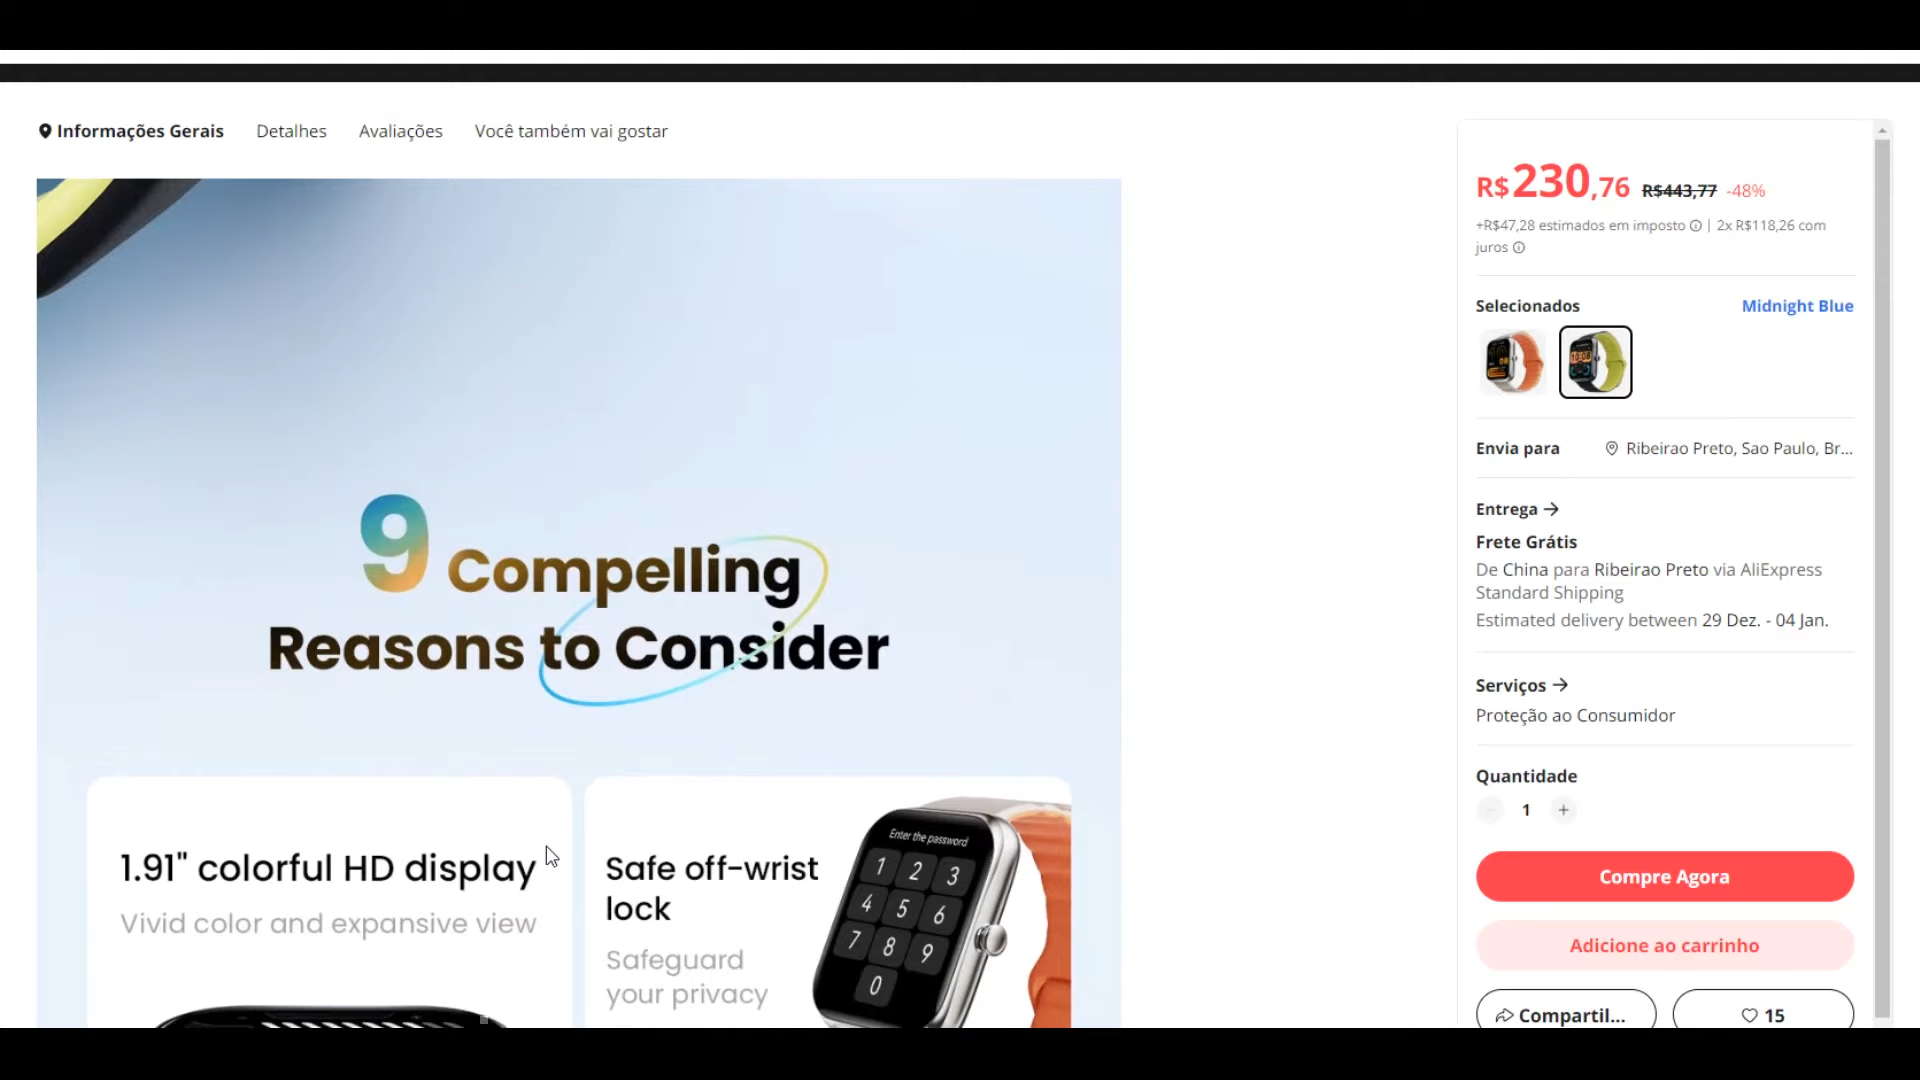 Informações Gerais Detalhes Avaliações Você também vai gostar
9 Compelling
Reasons to Consider
1.91" colorful HD display
Vivid color and expansive view
Safe off-wrist
lock
Safeguard
your privacy
Enter the password
1 2 3
4 5 6
7 8 9
0
R$230,76 R$443,77 -48%
+R$47,28 estimados em imposto | 2x R$118,26 com
juros
Selecionados Midnight Blue
Envia para Ribeirao Preto, Sao Paulo, Br...
Entrega
Frete Grátis
De China para Ribeirao Preto via AliExpress
Standard Shipping
Estimated delivery between 29 Dez. - 04 Jan.
Serviços
Proteção ao Consumidor
Quantidade
- 1 +
Compre Agora
Adicione ao carrinho
Compartil... 15